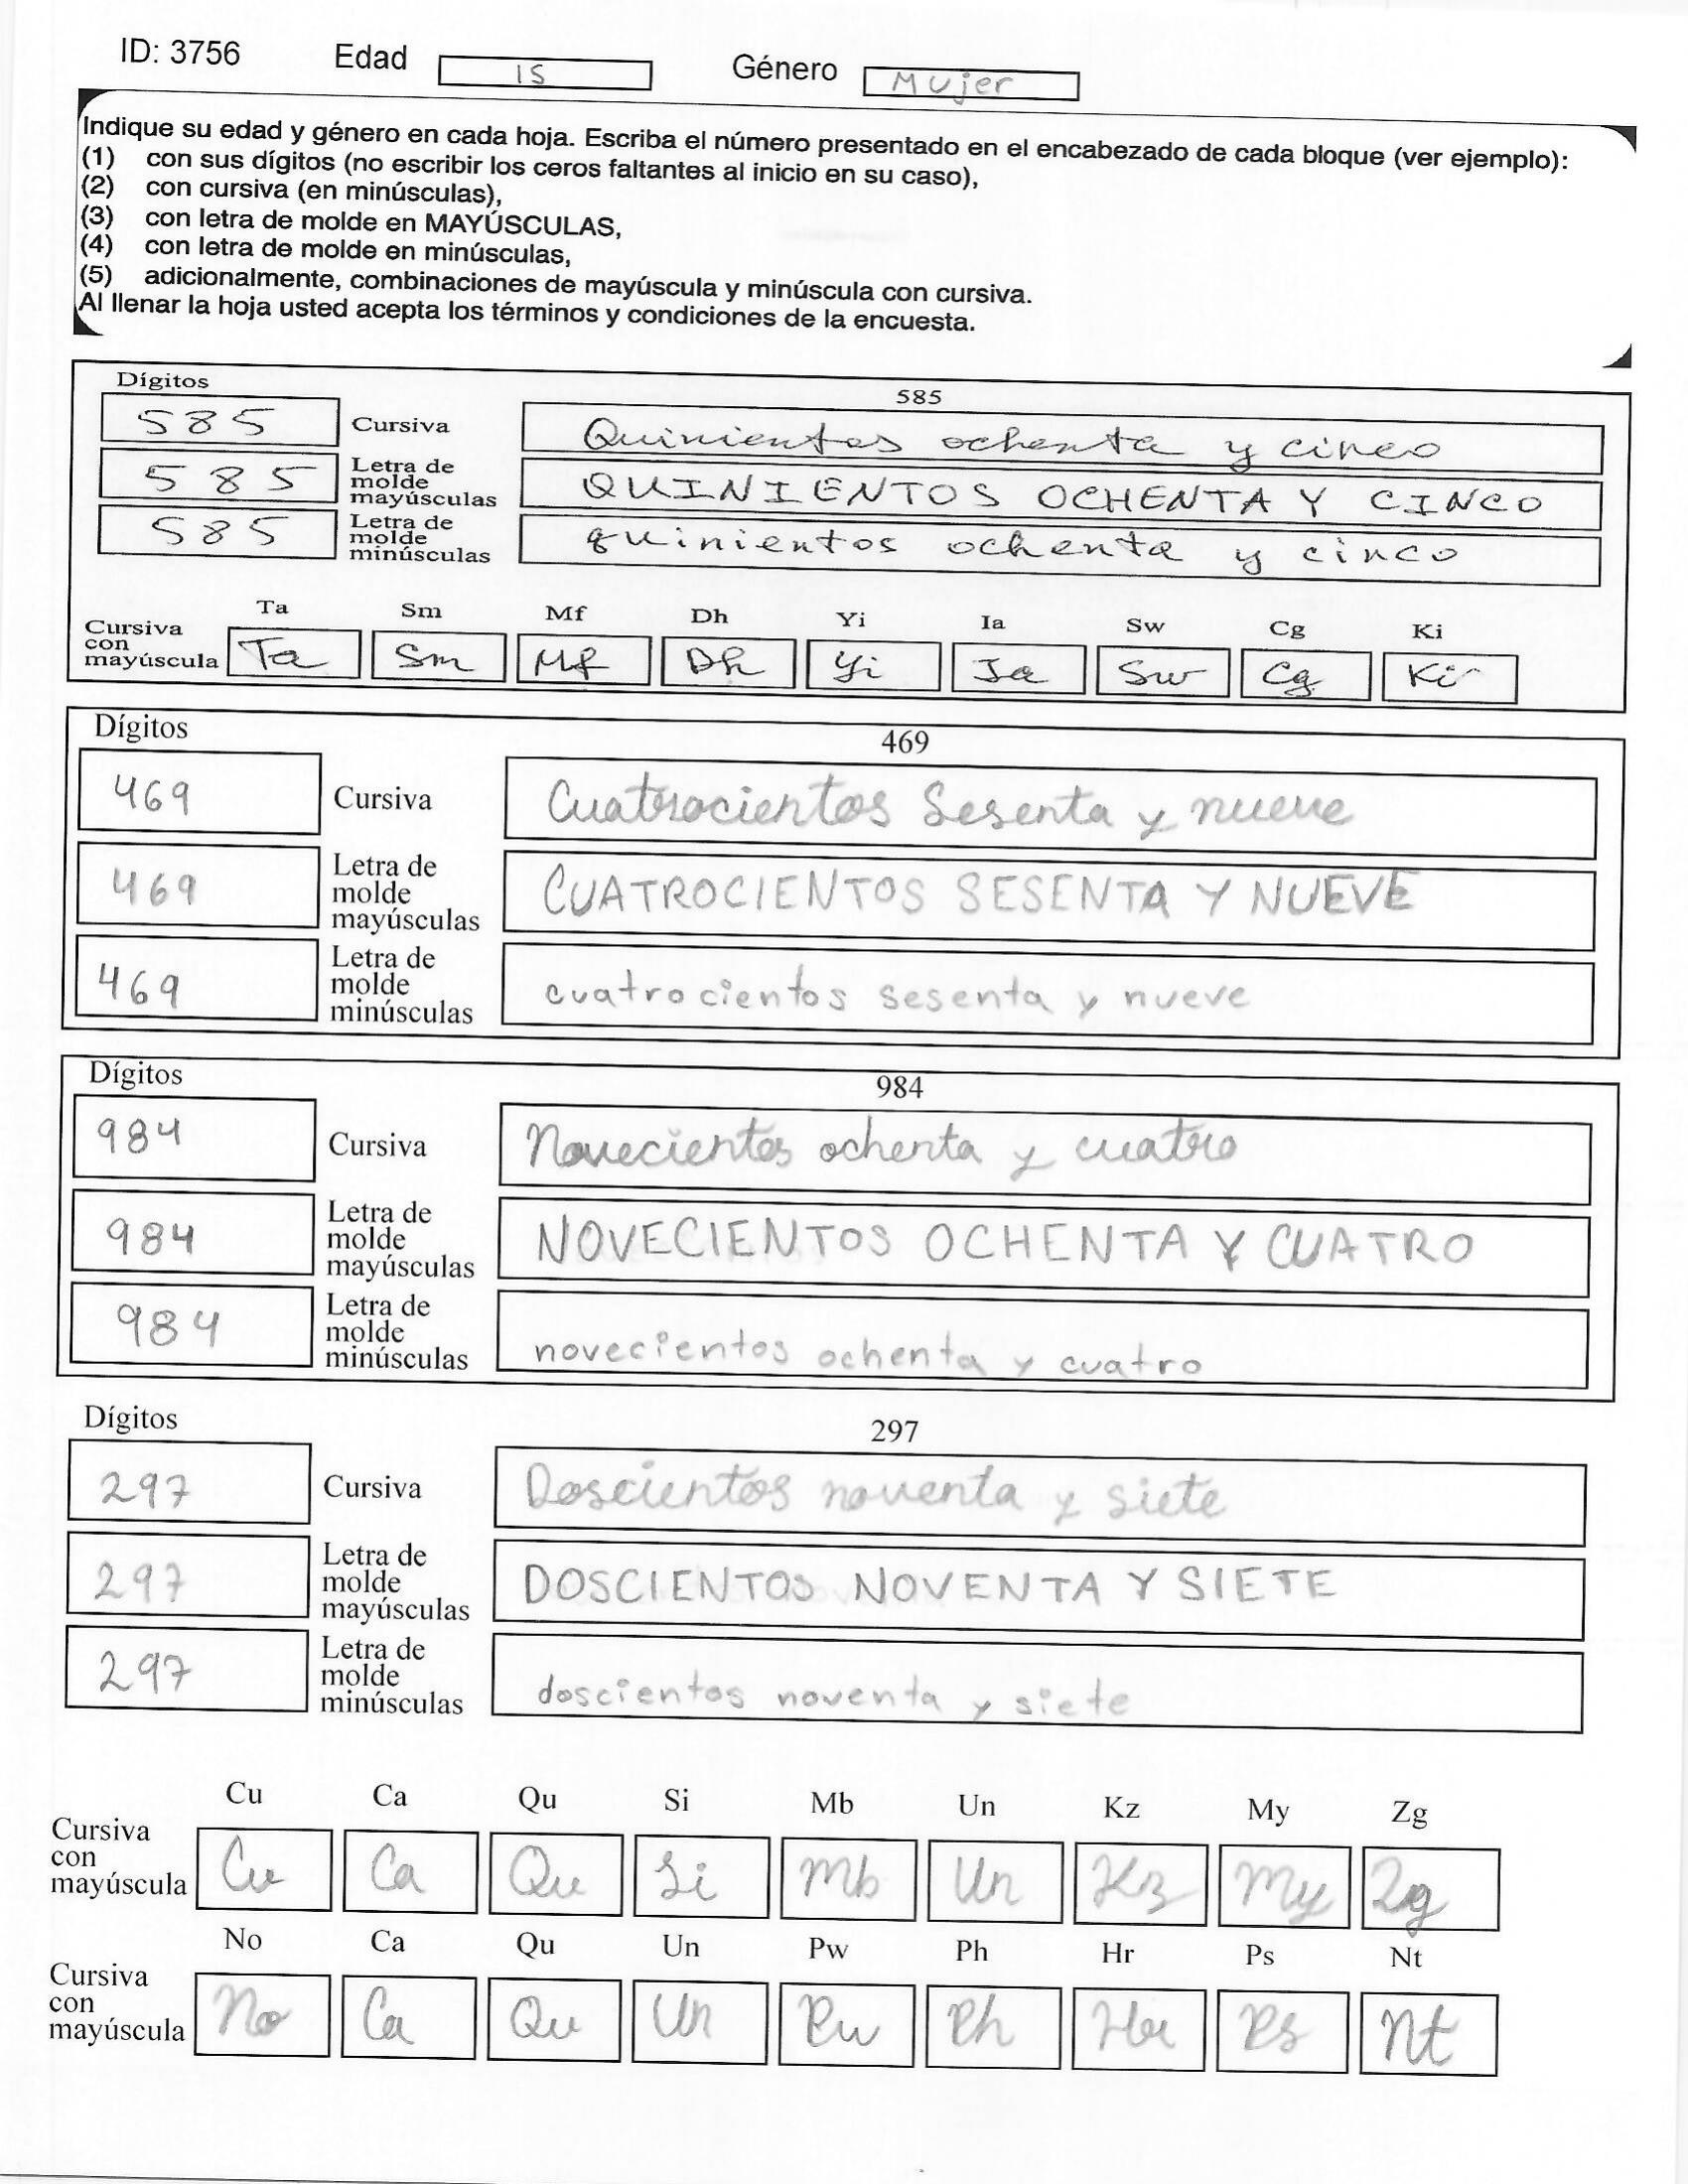 ID: 3756 Edad 15 Género Mujer
Indique su edad y género en cada hoja. Escriba el número presentado en el encabezado de cada bloque (ver ejemplo):
(1) con sus dígitos (no escribir los ceros faltantes al inicio en su caso),
(2) con cursiva (en minúsculas),
(3) con letra de molde en MAYÚSCULAS,
(4) con letra de molde en minúsculas,
(5) adicionalmente, combinaciones de mayúscula y minúscula con cursiva.
Al llenar la hoja usted acepta los términos y condiciones de la encuesta.
Dígitos 585
585 Cursiva Quinientos ochenta y cinco
585 Letra de molde mayúsculas QUINIENTOS OCHENTA Y CINCO
585 Letra de molde minúsculas quinientos ochenta y cinco
Ta Sm Mf Dh Yi Ia Sw Cg Ki
Cursiva con mayúscula Ta Sm Mf Dh Yi Ia Sw Cg Ki
Dígitos 469
469 Cursiva Cuatrocientos Sesenta y nueve
469 Letra de molde mayúsculas CUATROCIENTOS SESENTA Y NUEVE
469 Letra de molde minúsculas cuatrocientos sesenta y nueve
Dígitos 984
984 Cursiva Novecientos ochenta y cuatro
984 Letra de molde mayúsculas NOVECIENTOS OCHENTA Y CUATRO
984 Letra de molde minúsculas novecientos ochenta y cuatro
Dígitos 297
297 Cursiva Doscientos noventa y siete
297 Letra de molde mayúsculas DOSCIENTOS NOVENTA Y SIETE
297 Letra de molde minúsculas doscientos noventa y siete
Cu Ca Qu Si Mb Un Kz My Zg
Cursiva con mayúscula Cu Ca Qu Si Mb Un Kz My Zg
No Ca Qu Un Pw Ph Hr Ps Nt
Cursiva con mayúscula No Ca Qu Un Pw Ph Hr Ps Nt